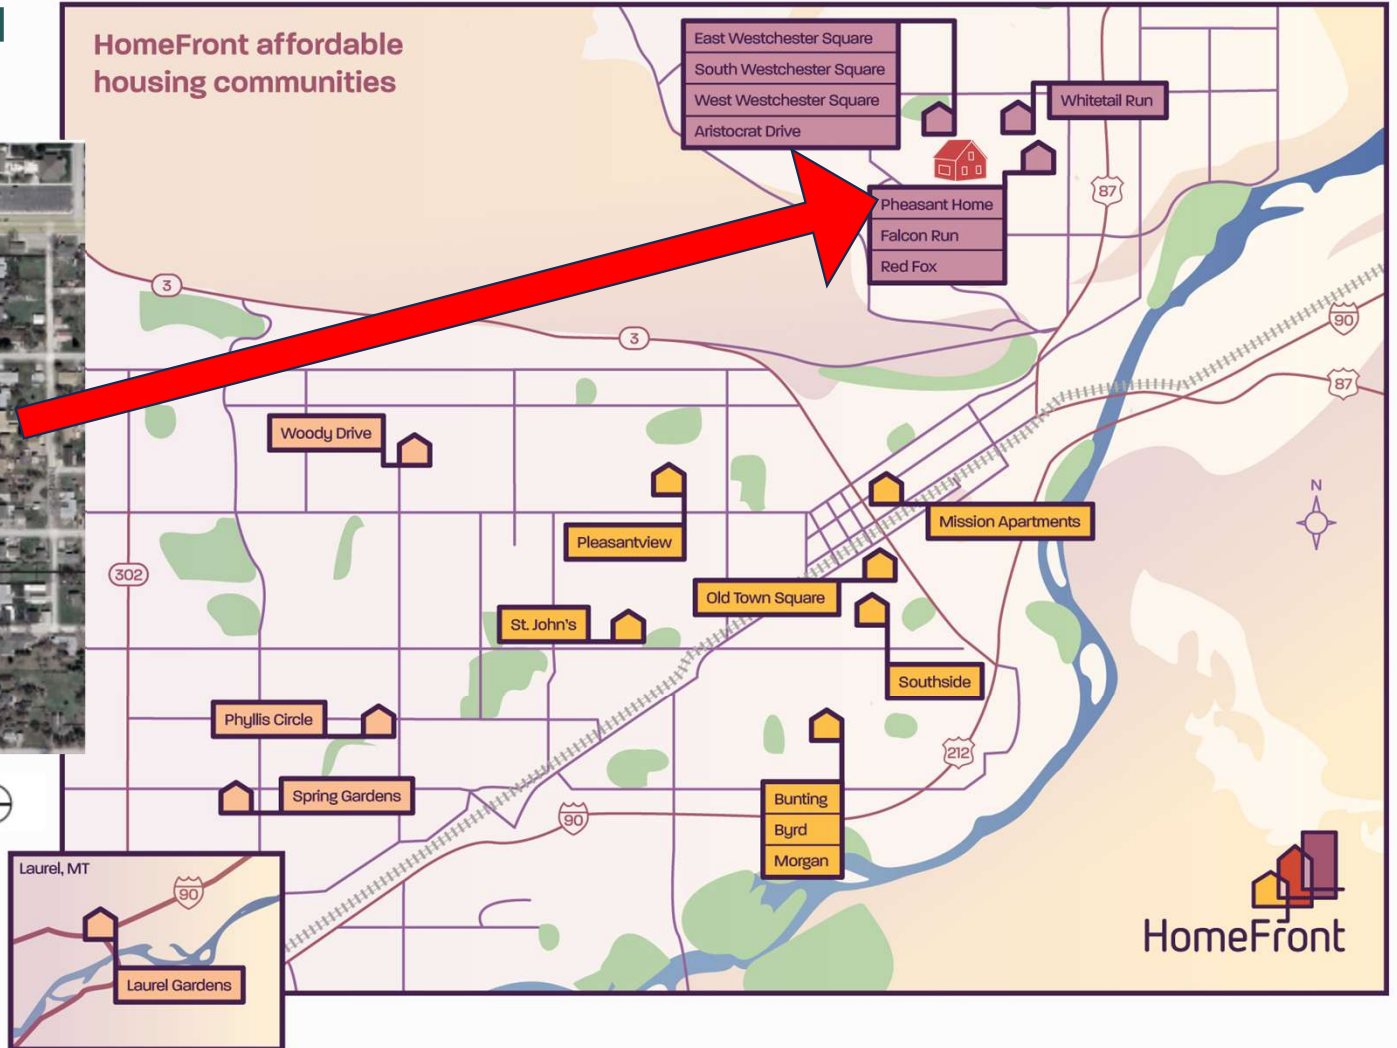 HomeFront affordable
housing communities
East Westchester Square
South Westchester Square
West Westchester Square
Aristocrat Drive
Whitetail Run
87
Pheasant Home
Falcon Run
Red Fox
3
3
90
87
Woody Drive
Pleasantview
Mission Apartments
N
302
Old Town Square
St. John's
Southside
Phyllis Circle
212
Spring Gardens
90
Bunting
Byrd
Morgan
Laurel, MT
90
Laurel Gardens
HomeFront